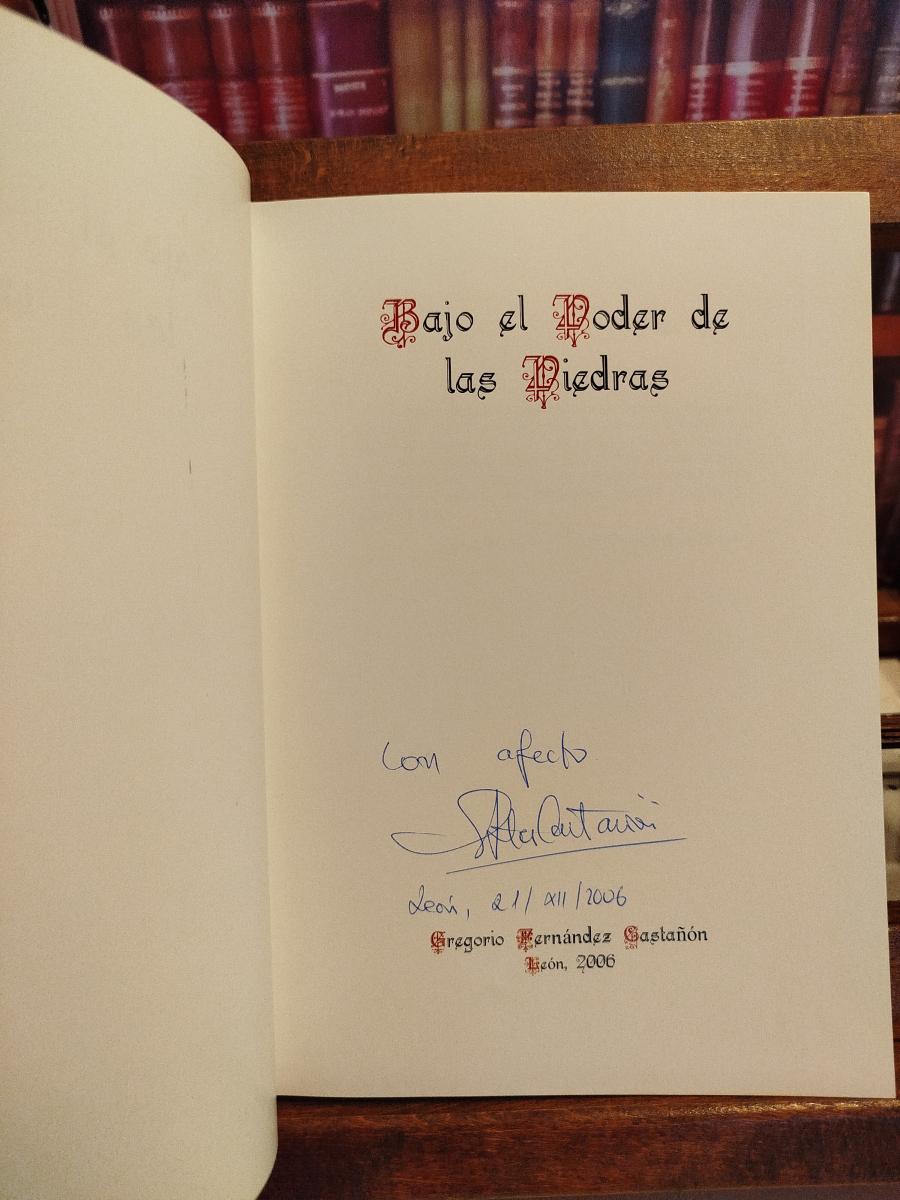 Bajo el Poder de
las Piedras
Con afecto
León, 21/XII/2006
Gregorio Fernández Castañón
León, 2006